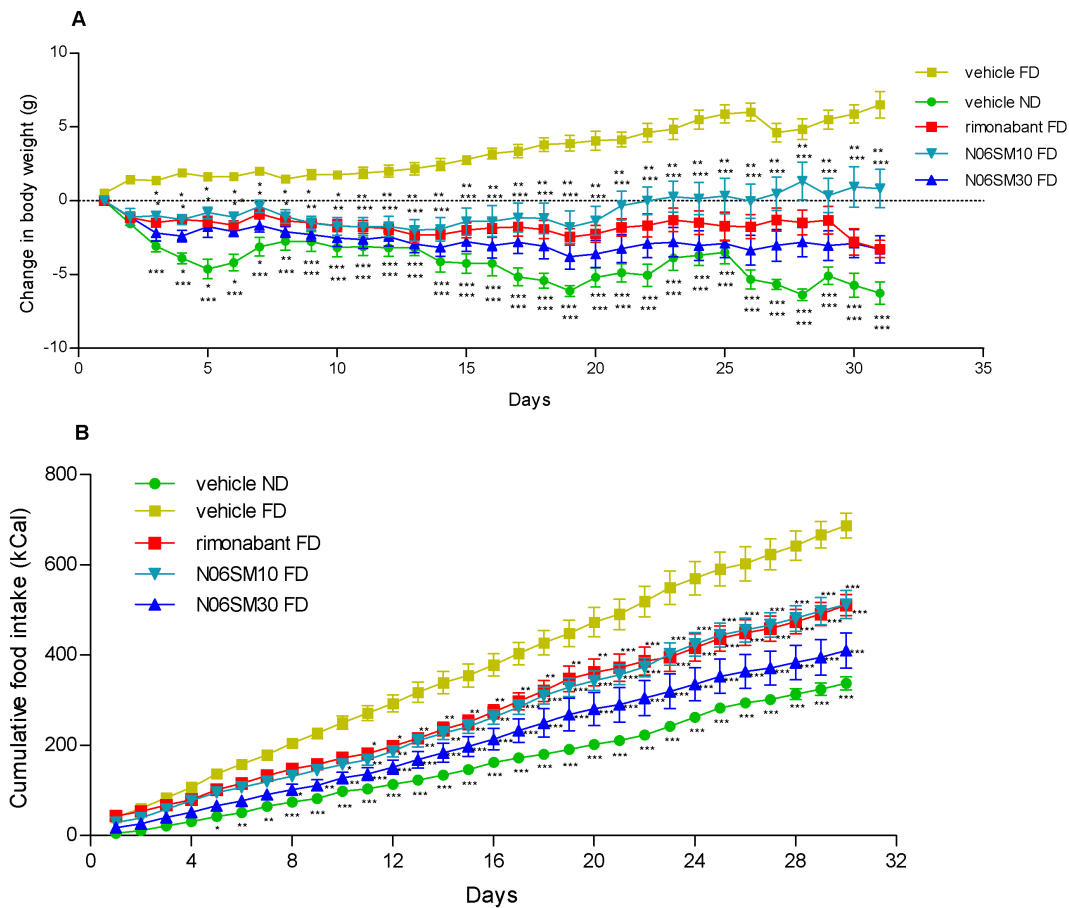 A
10
5
0
-5
-10
0
5
10
15
20
25
30
35
Change in body weight (g)
Days
vehicle FD
vehicle ND
rimonabant FD
N06SM10 FD
N06SM30 FD
B
800
600
400
200
0
0
4
8
12
16
20
24
28
32
Cumulative food intake (kCal)
Days
vehicle ND
vehicle FD
rimonabant FD
N06SM10 FD
N06SM30 FD